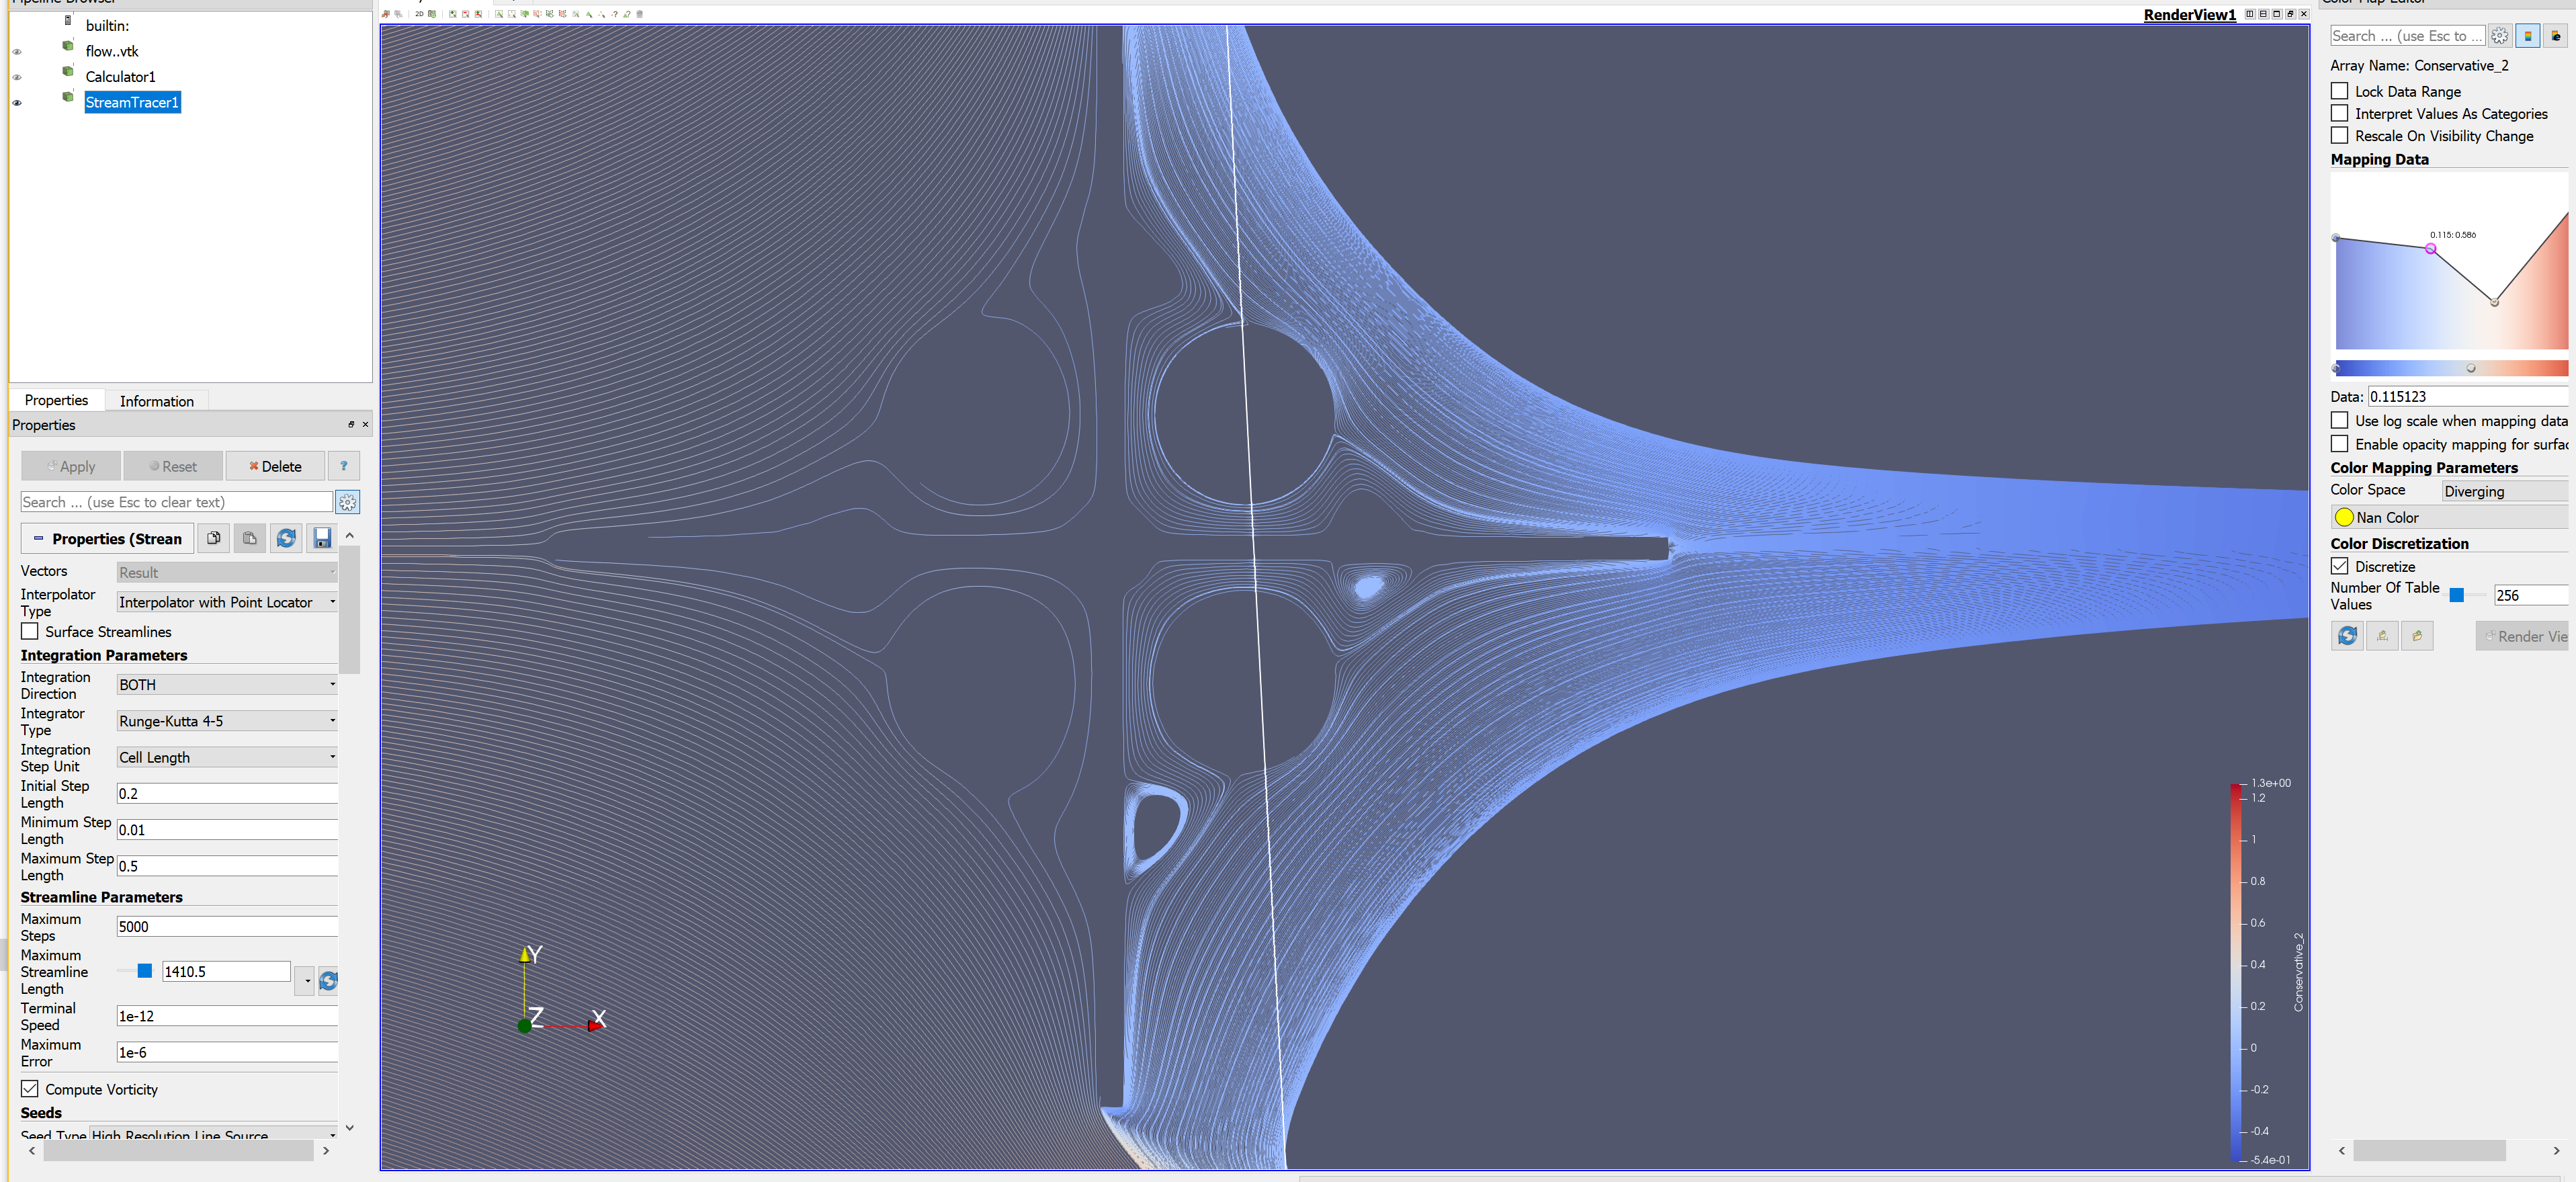 builtin:
flow..vtk
Calculator1
StreamTracer1
Properties
Information
Properties
Apply
Reset
Delete
?
Search ... (use Esc to clear text)
Properties (Strean
Vectors
Result
Interpolator
Type
Interpolator with Point Locator
Surface Streamlines
Integration Parameters
Integration
Direction
BOTH
Integrator
Type
Runge-Kutta 4-5
Integration
Step Unit
Cell Length
Initial Step
Length
0.2
Minimum Step
Length
0.01
Maximum Step
Length
0.5
Streamline Parameters
Maximum
Steps
5000
Maximum
Streamline
Length
1410.5
Terminal
Speed
1e-12
Maximum
Error
1e-6
Compute Vorticity
Seeds
Seed Type High Resolution Line Source
2D
RenderView1
Y
Z
X
1.3e+00
1.2
1
0.8
0.6
0.4
0.2
0
-0.2
-0.4
-5.4e-01
Conservative_2
Search ... (use Esc to ...
Array Name: Conservative_2
Lock Data Range
Interpret Values As Categories
Rescale On Visibility Change
Mapping Data
0.115: 0.586
Data: 0.115123
Use log scale when mapping data
Enable opacity mapping for surfac
Color Mapping Parameters
Color Space
Diverging
Nan Color
Color Discretization
Discretize
Number Of Table
Values
256
Render Vie